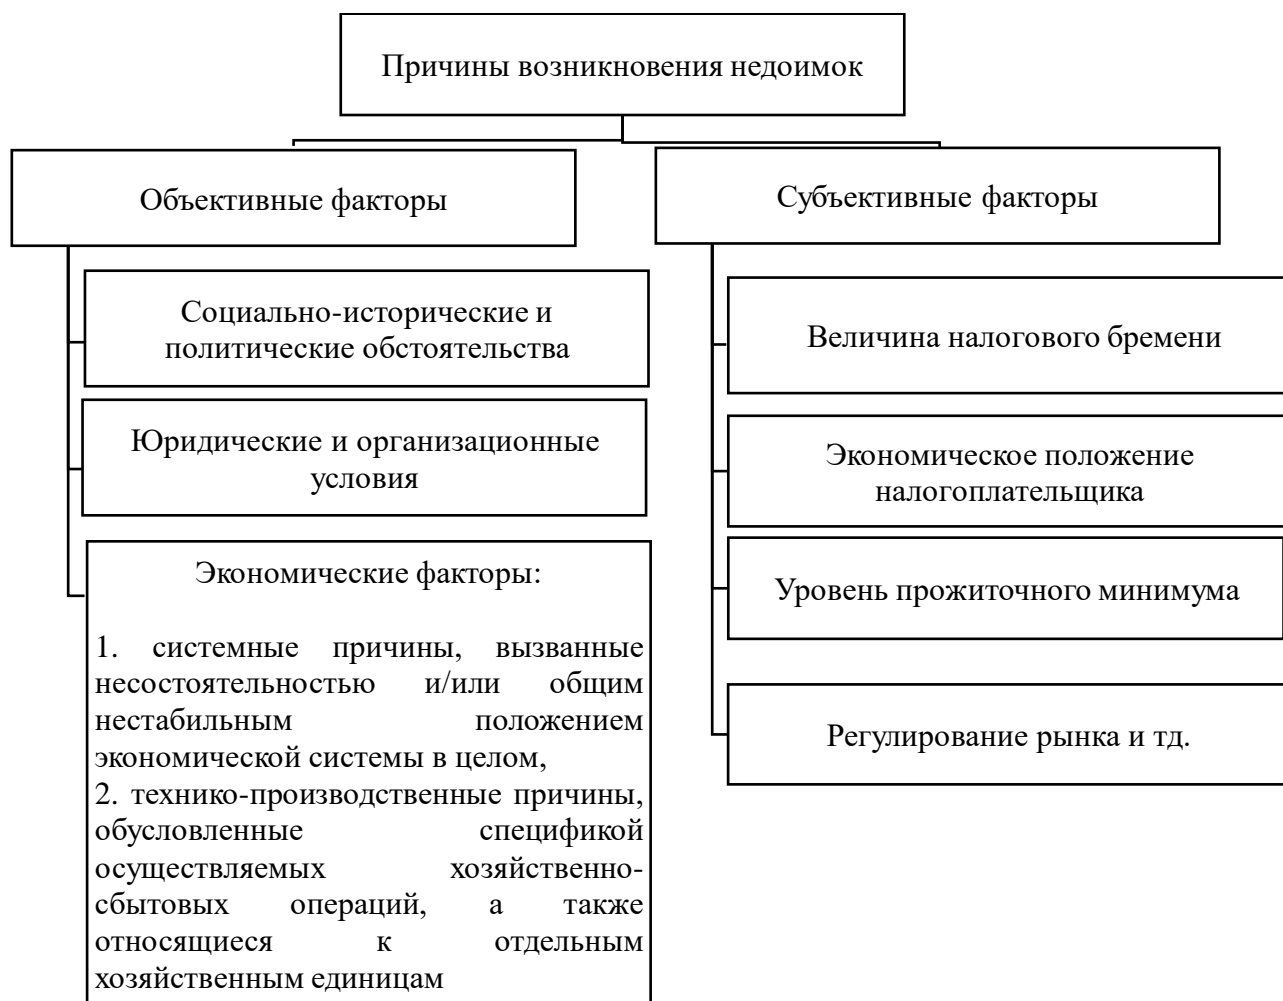 Причины возникновения недоимок
Объективные факторы
Социально-исторические и
политические обстоятельства
Юридические и организационные
условия
Экономические факторы:
1. системные причины, вызванные
несостоятельностью и/или общим
нестабильным положением
экономической системы в целом,
2. технико-производственные причины,
обусловленные спецификой
осуществляемых хозяйственно-
сбытовых операций, а также
относящиеся к отдельным
хозяйственным единицам
Субъективные факторы
Величина налогового бремени
Экономическое положение
налогоплательщика
Уровень прожиточного минимума
Регулирование рынка и тд.